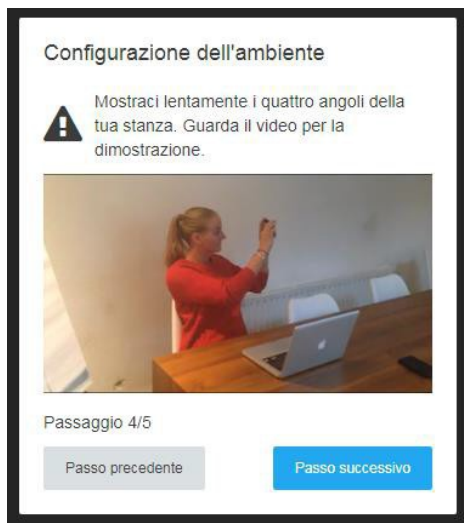 Configurazione dell'ambiente
Mostraci lentamente i quattro angoli della
tua stanza. Guarda il video per la
dimostrazione.
Passaggio 4/5
Passo precedente
Passo successivo